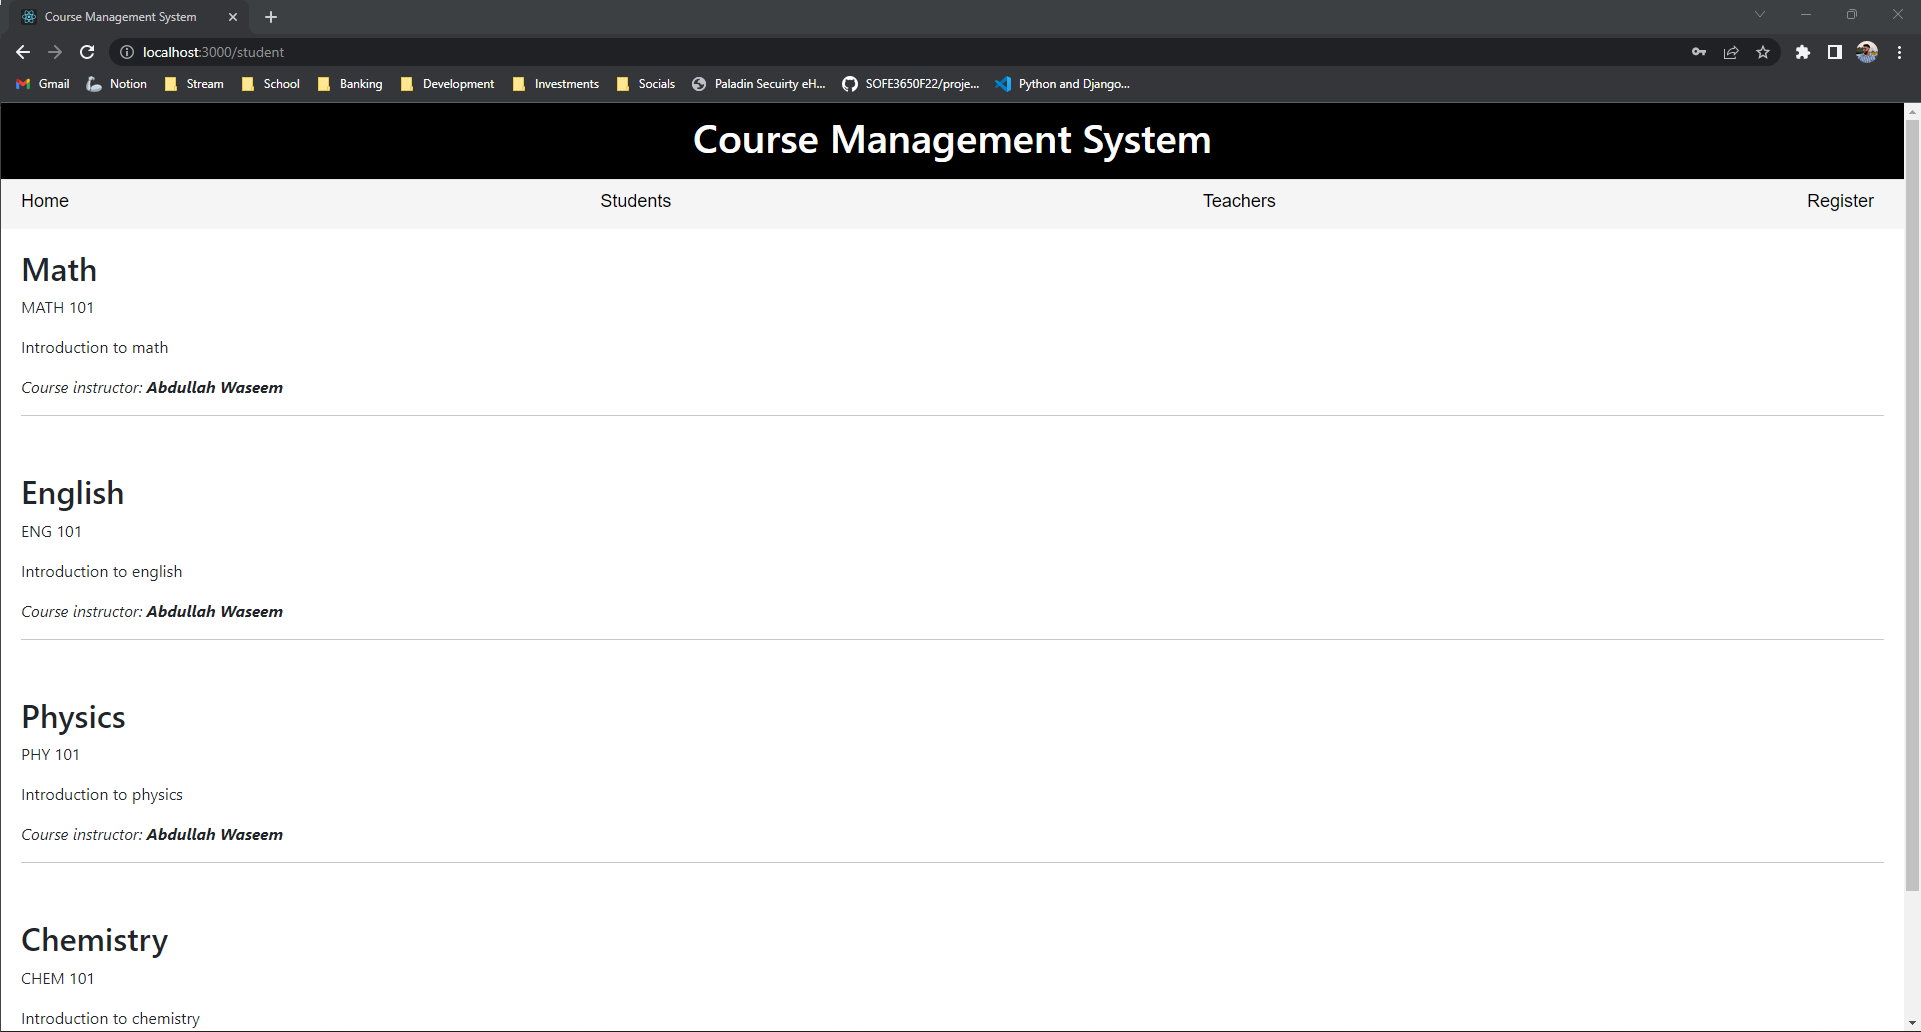 Course Management System
localhost:3000/student
Gmail Notion Stream School Banking Development Investments Socials Paladin Secuirty eH... SOFE3650F22/proje... Python and Django...
Course Management System
Home Students Teachers Register
Math
MATH 101
Introduction to math
Course instructor: Abdullah Waseem
English
ENG 101
Introduction to english
Course instructor: Abdullah Waseem
Physics
PHY 101
Introduction to physics
Course instructor: Abdullah Waseem
Chemistry
CHEM 101
Introduction to chemistry